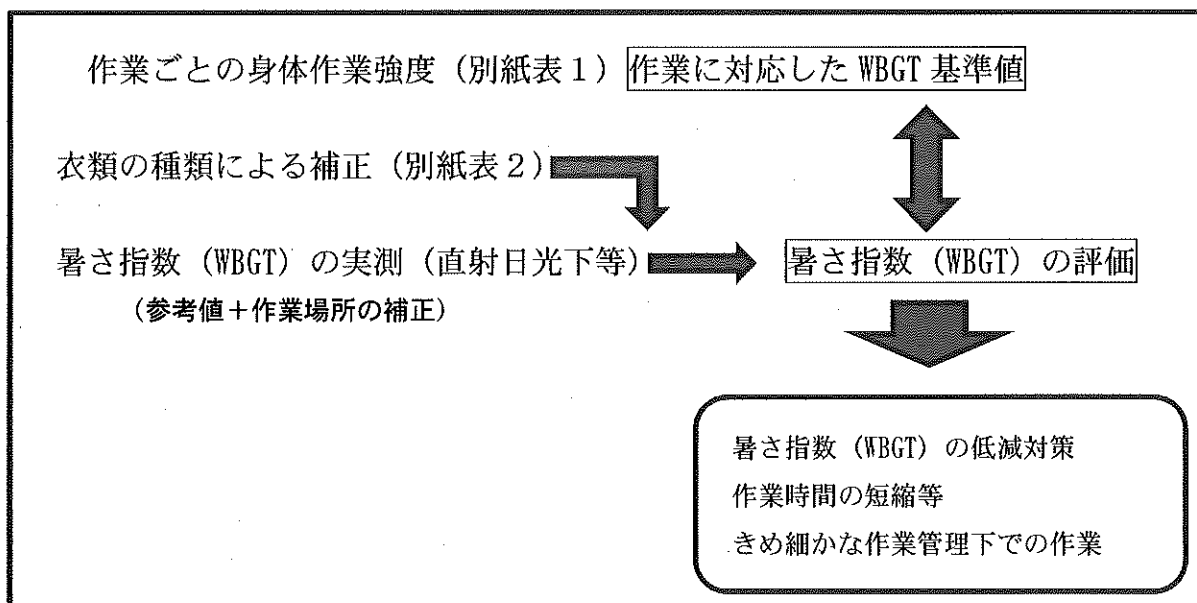 作業ごとの身体作業強度（別紙表１） 作業に対応した WBGT 基準値
衣類の種類による補正（別紙表２）
暑さ指数（WBGT）の実測（直射日光下等） 暑さ指数（WBGT）の評価
（参考値＋作業場所の補正）
暑さ指数（WBGT）の低減対策
作業時間の短縮等
きめ細かな作業管理下での作業